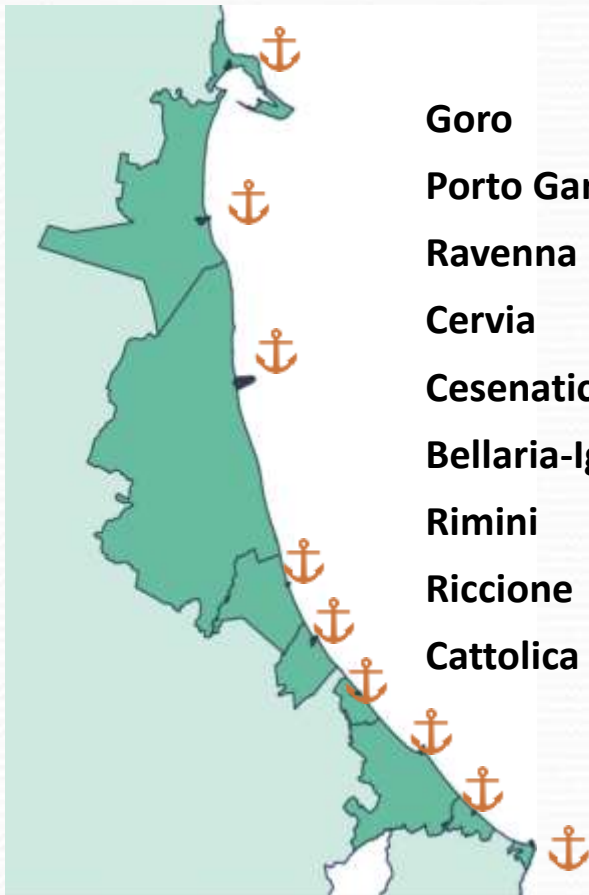 Goro
Porto Gar
Ravenna
Cervia
Cesenatic
Bellaria-Ig
Rimini
Riccione
Cattolica